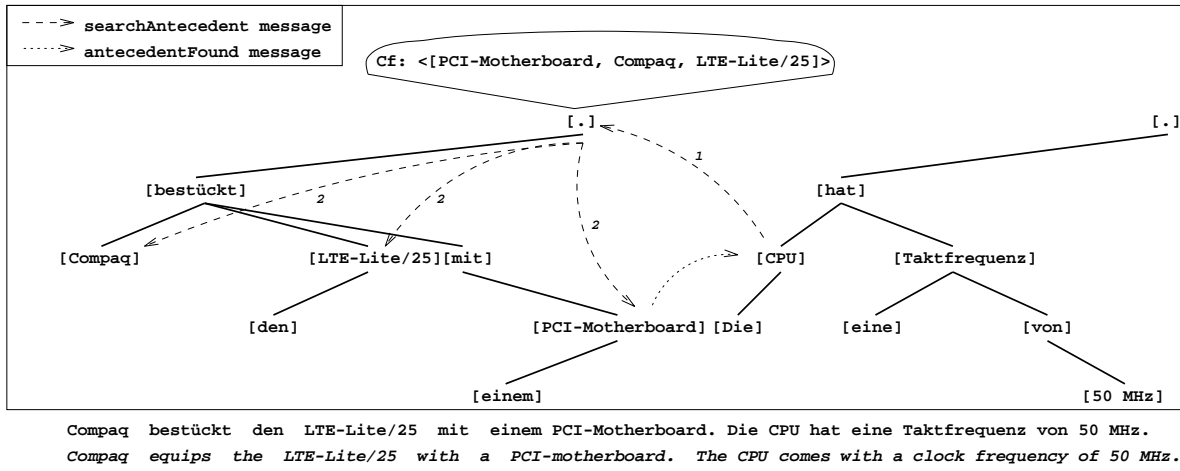 searchAntecedent message
antecedentFound message
Cf: <[PCI-Motherboard, Compaq, LTE-Lite/25]>
[.] [.]
1
[bestückt] [hat]
2 2
2
[Compaq] [LTE-Lite/25] [mit] [CPU] [Taktfrequenz]
[den] [PCI-Motherboard] [Die] [eine] [von]
[einem] [50 MHz]
Compaq bestückt den LTE-Lite/25 mit einem PCI-Motherboard. Die CPU hat eine Taktfrequenz von 50 MHz.
Compaq equips the LTE-Lite/25 with a PCI-motherboard. The CPU comes with a clock frequency of 50 MHz.